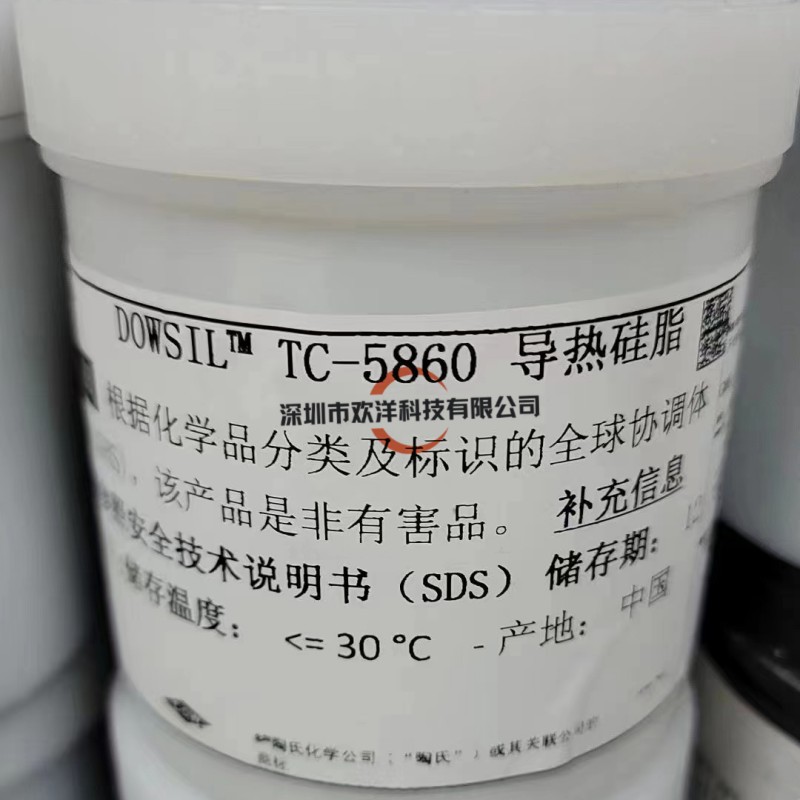 DOWSIL™ TC-5860 导热硅脂
深圳市欢洋科技有限公司
根据化学品分类及标识的全球协调体
，该产品是非有害品。 补充信息
安全技术说明书（SDS） 储存期：
储存温度： <= 30 °C - 产地： 中国
陶氏化学公司（“陶氏”）或其关联公司的
商标